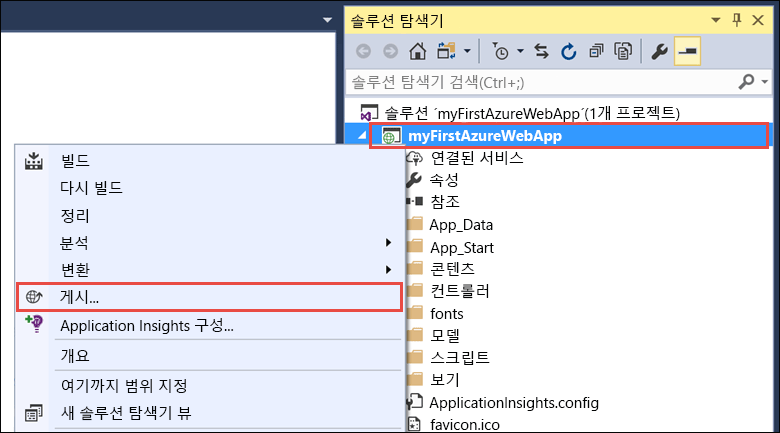 솔루션 탐색기
솔루션 탐색기 검색(Ctrl+;)
솔루션 ´myFirstAzureWebApp´(1개 프로젝트)
myFirstAzureWebApp
연결된 서비스
속성
참조
App_Data
App_Start
콘텐츠
컨트롤러
fonts
모델
스크립트
보기
ApplicationInsights.config
favicon.ico
빌드
다시 빌드
정리
분석
변환
게시...
Application Insights 구성...
개요
여기까지 범위 지정
새 솔루션 탐색기 뷰